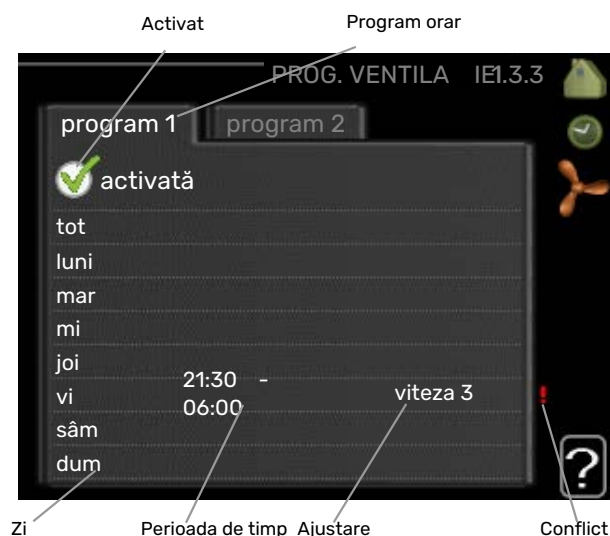 Activat
Program orar
PROG. VENTILA IE1.3.3
program 1
program 2
activată
tot
luni
mar
mi
joi
vi
21:30 -
06:00
viteza 3
!
sâm
dum
?
Zi
Perioada de timp
Ajustare
Conflict